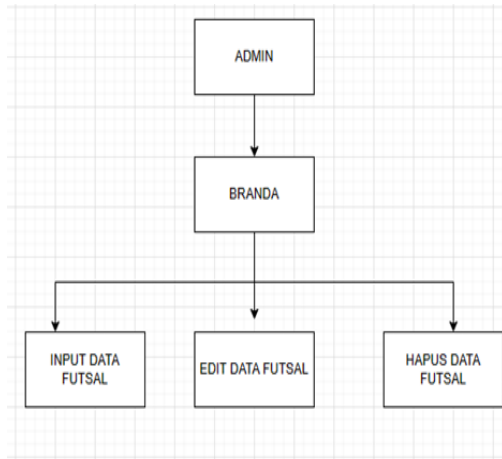 ADMIN
BRANDA
INPUT DATA
FUTSAL
EDIT DATA FUTSAL
HAPUS DATA
FUTSAL